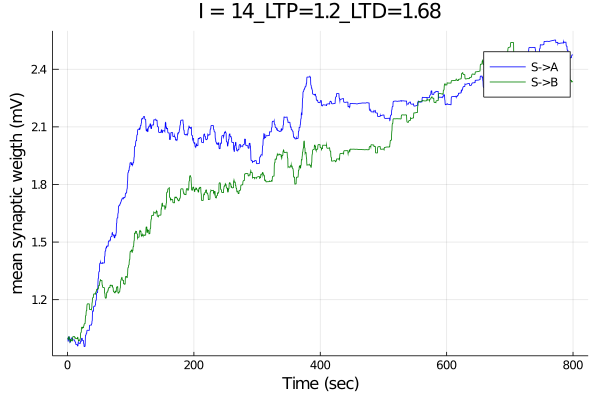 I = 14_LTP=1.2_LTD=1.68
mean synaptic weigth (mV)
2.4
2.1
1.8
1.5
1.2
S->A
S->B
0 200 400 600 800
Time (sec)